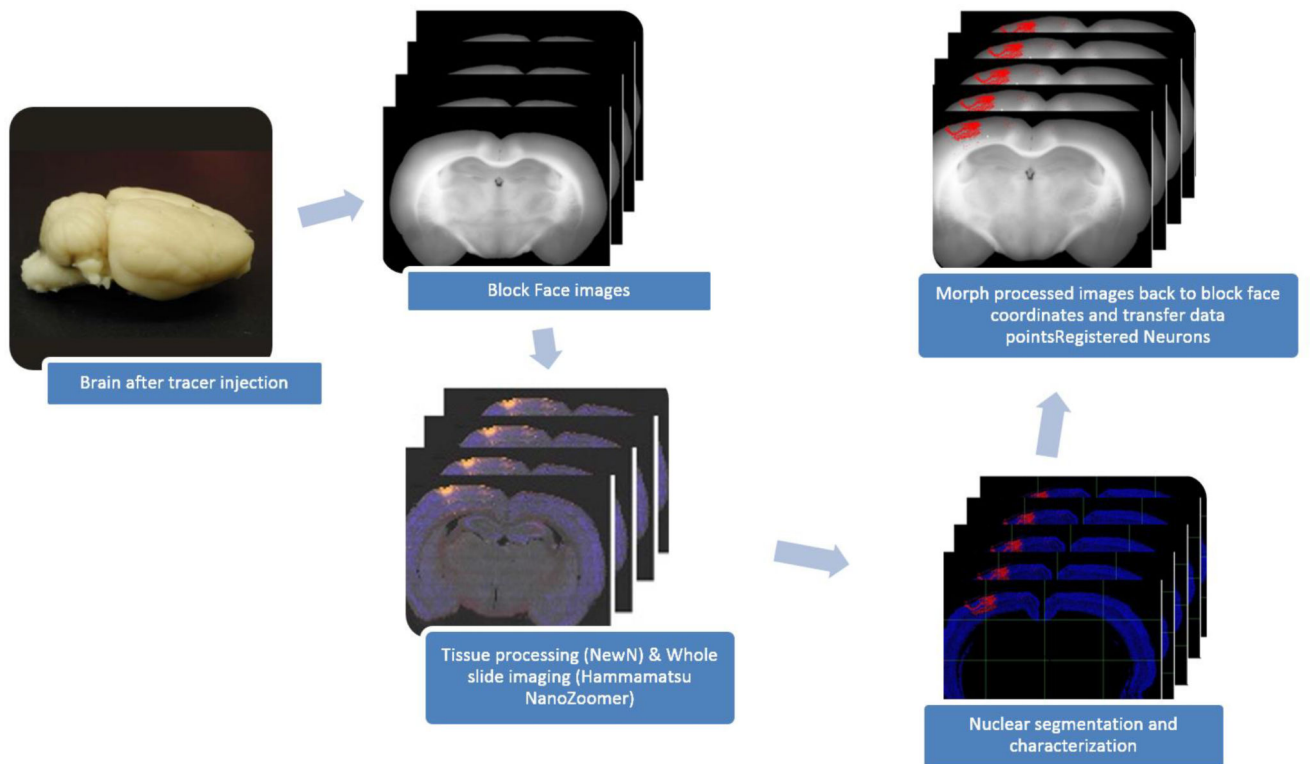 Brain after tracer injection
Block Face images
Tissue processing (NewN) & Whole
slide imaging (Hammamatsu
NanoZoomer)
Nuclear segmentation and
characterization
Morph processed images back to block face
coordinates and transfer data
pointsRegistered Neurons